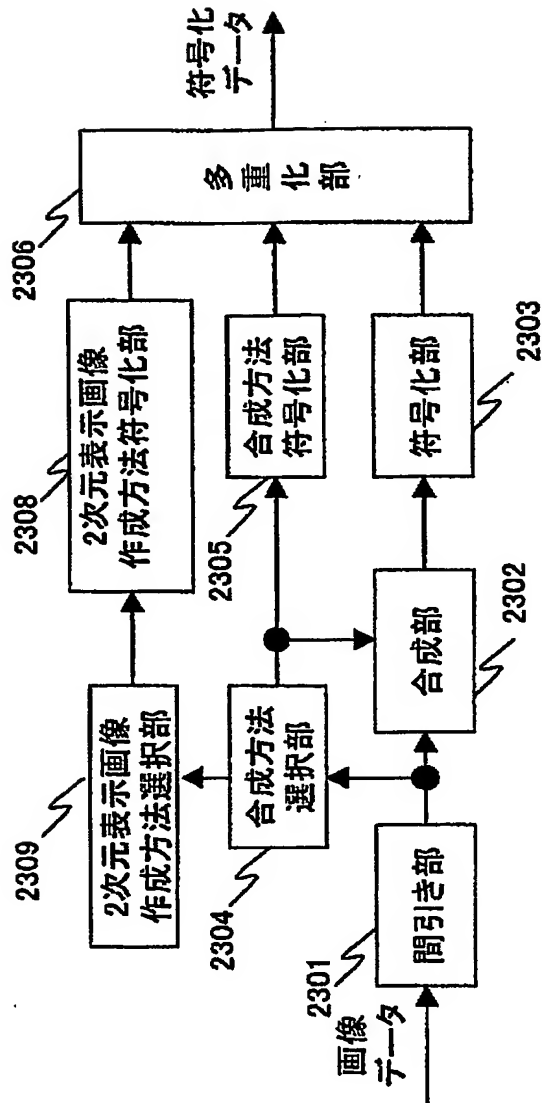 画像
データ
2301
間引き部
2304
合成方法
選択部
2309
2次元表示画像
作成方法選択部
2302
合成部
2305
合成方法
符号化部
2308
2次元表示画像
作成方法符号化部
2303
符号化部
2306
多重化部
符号化
データ